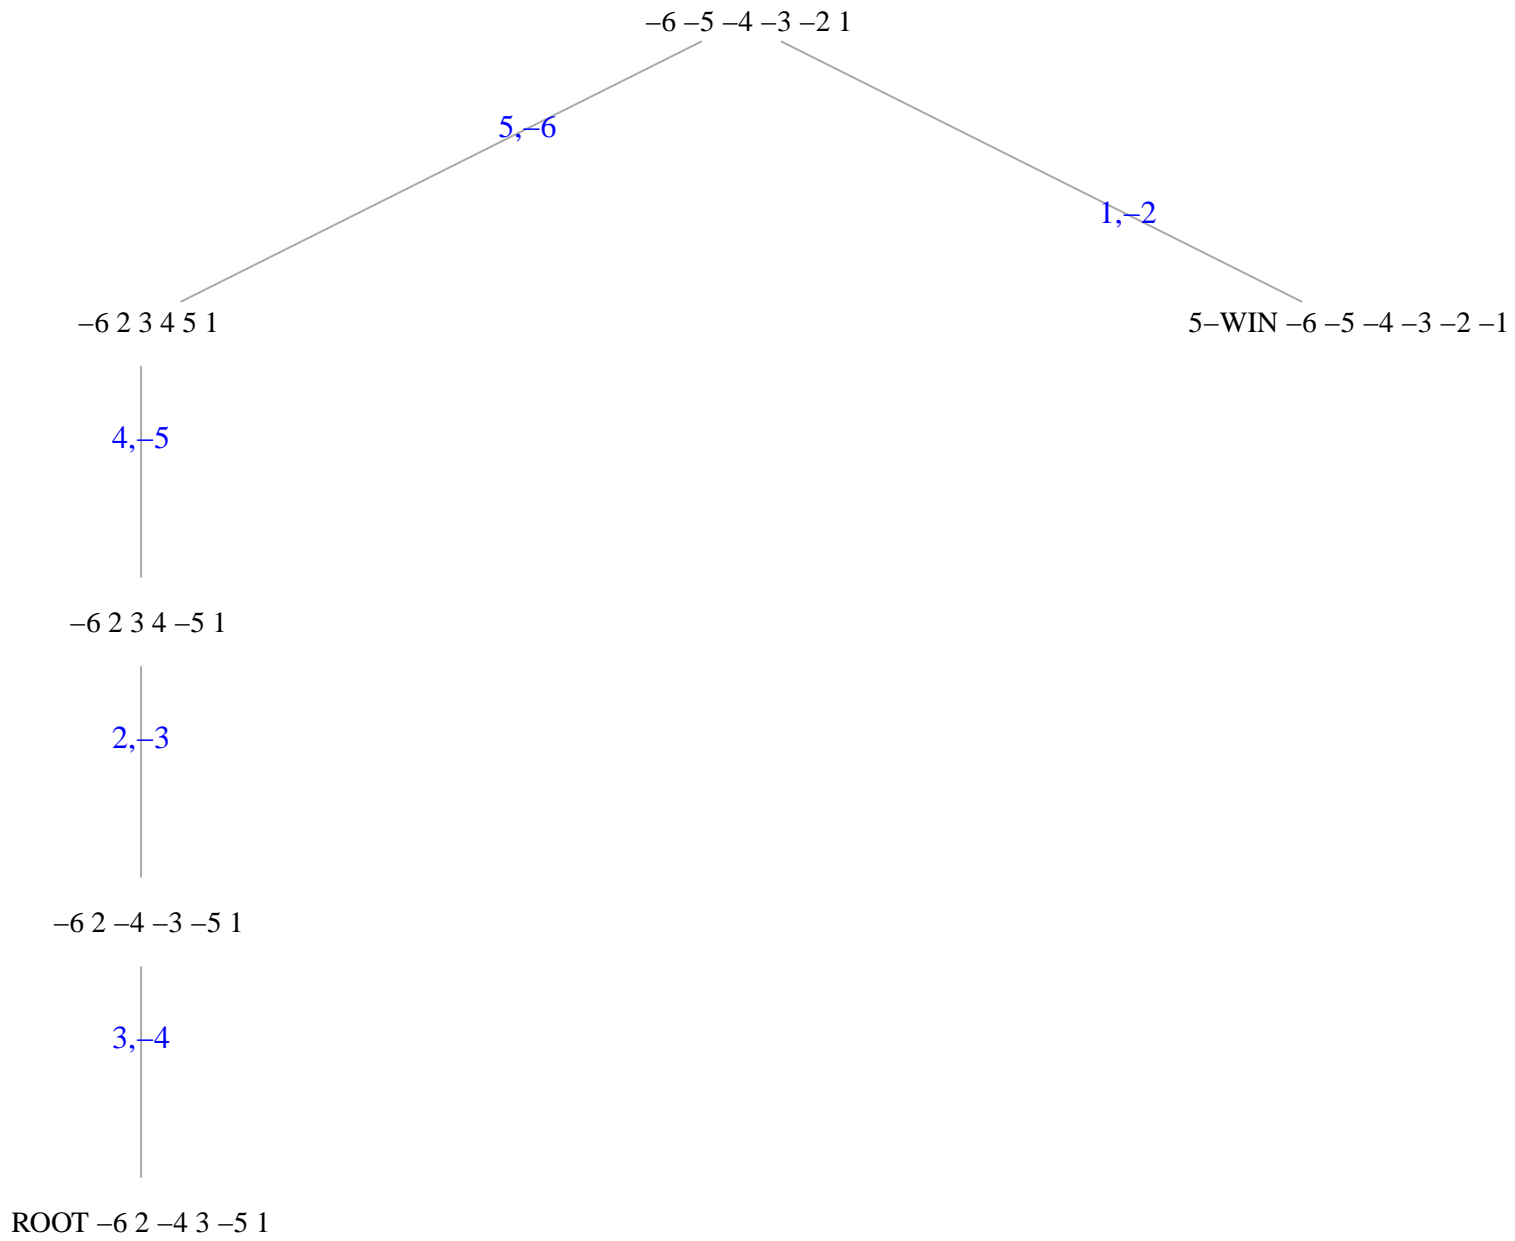 –6 –5 –4 –3 –2 1
5,–6
1,–2
–6 2 3 4 5 1
5–WIN –6 –5 –4 –3 –2 –1
4,–5
–6 2 3 4 –5 1
2,–3
–6 2 –4 –3 –5 1
3,–4
ROOT –6 2 –4 3 –5 1